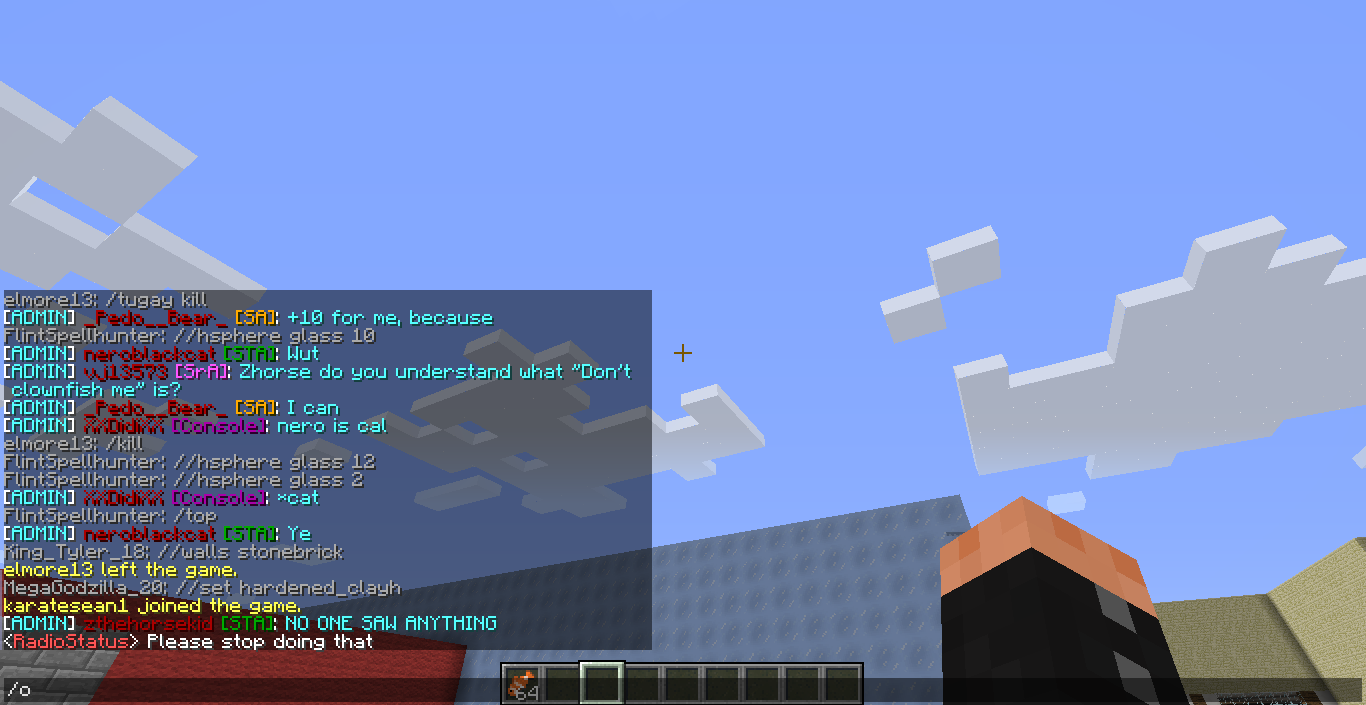 elmore13: /tugay kill
[ADMIN] _Pedo__Bear_ [SA]: +10 for me, because
FlintSpellhunter: //hsphere glass 10
[ADMIN] neroblackcat [STA]: Wut
[ADMIN] vji3573 [SrA]: Zhorse do you understand what "Don't
clownfish me" is?
[ADMIN] _Pedo__Bear_ [SA]: I can
[ADMIN] XXDidiXX [Console]: nero is cal
elmore13: /kill
FlintSpellhunter: //hsphere glass 12
FlintSpellhunter: //hsphere glass 2
[ADMIN] XXDidiXX [Console]: *cat
FlintSpellhunter: /top
[ADMIN] neroblackcat [STA]: Ye
King_Tyler_18: //walls stonebrick
elmore13 left the game.
MegaGodzilla_20: //set hardened_clayh
karatesean1 joined the game.
[ADMIN] zthehorsekid [STA]: NO ONE SAW ANYTHING
<RadioStatus> Please stop doing that
/o
64